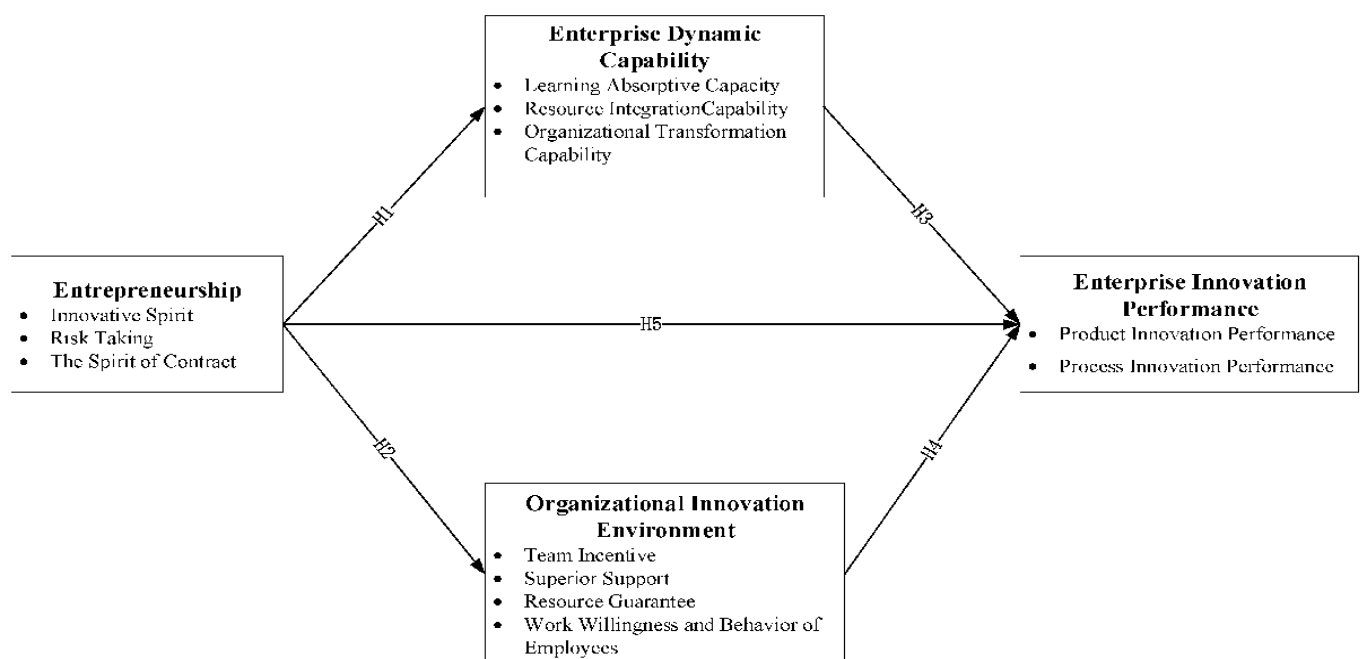 Enterprise Dynamic
Capability
• Learning Absorptive Capacity
• Resource IntegrationCapability
• Organizational Transformation
Capability
H1
H3
Entrepreneurship
• Innovative Spirit
• Risk Taking
• The Spirit of Contract
H5
Enterprise Innovation
Performance
• Product Innovation Performance
• Process Innovation Performance
H2
H4
Organizational Innovation
Environment
• Team Incentive
• Superior Support
• Resource Guarantee
• Work Willingness and Behavior of
Employees